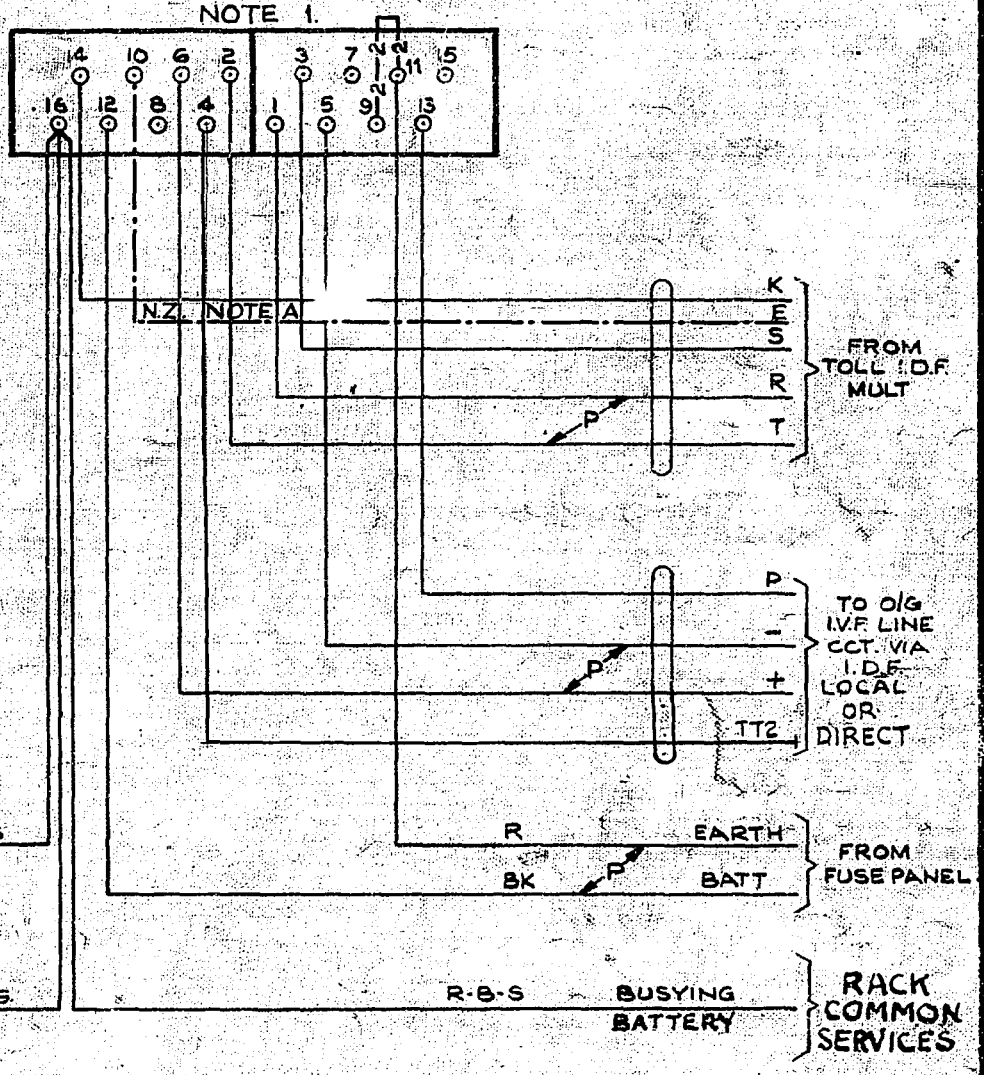 NOTE 1.
14 10 6 2 3 7 2 2 11 15
16 12 8 4 1 5 9 2 13
K
N.Z. NOTE A E
S
R
P
T
FROM
TOLL I.D.F.
MULT
P
-
P
+
TT2
TO O/G
1.V.F. LINE
CCT. VIA
I.D.F.
LOCAL
OR
DIRECT
R EARTH
P
BK BATT
FROM
FUSE PANEL
R-B-S BUSYING
BATTERY
RACK
COMMON
SERVICES